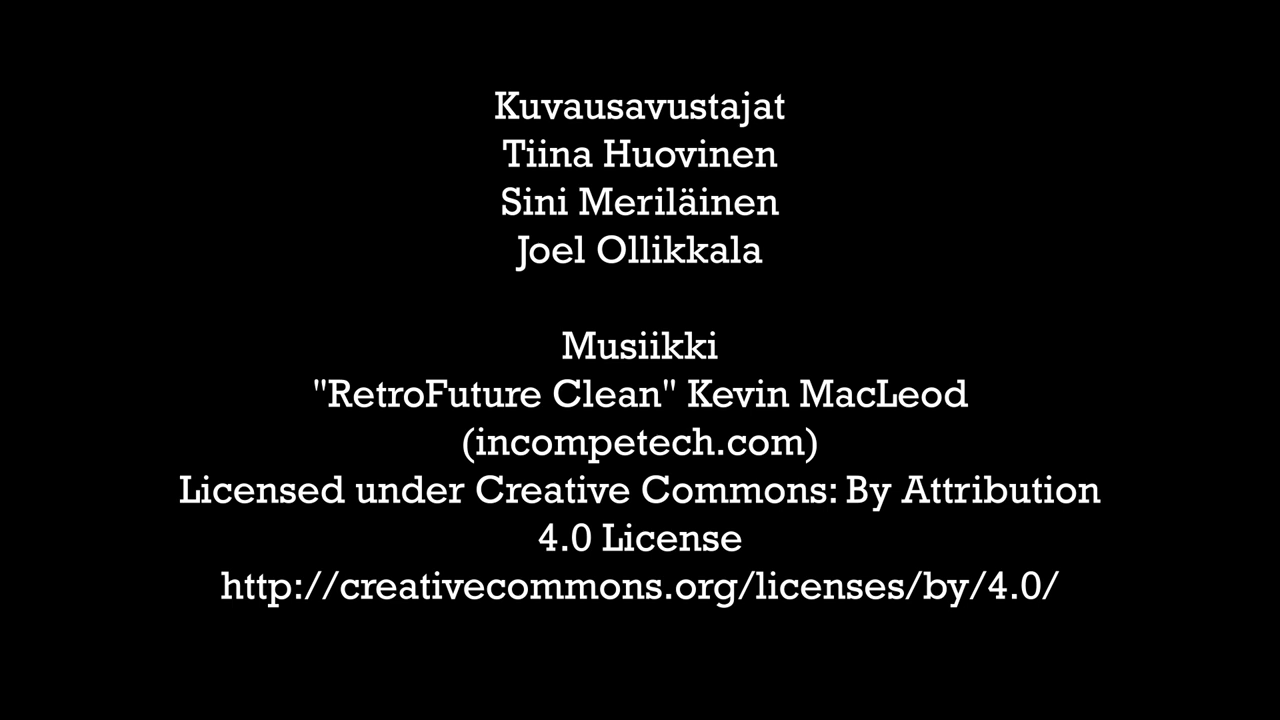 Kuvausavustajat
Tiina Huovinen
Sini Meriläinen
Joel Ollikkala
Musiikki
"RetroFuture Clean" Kevin MacLeod
(incompetech.com)
Licensed under Creative Commons: By Attribution
4.0 License
http://creativecommons.org/licenses/by/4.0/